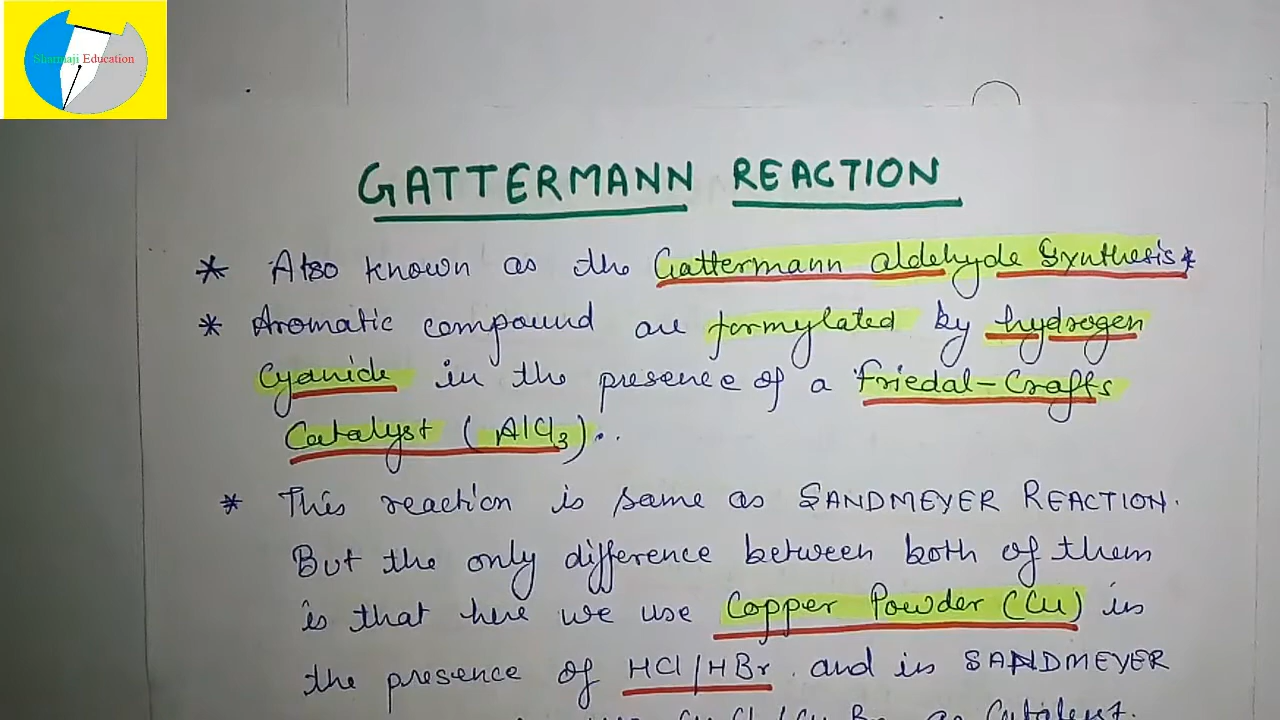 Sharmaji Education
GATTERMANN REACTION
* Also known as the Gattermann aldehyde Synthesis*
* Aromatic compound are formylated by hydrogen
Cyanide in the presence of a Friedal-Crafts
Catalyst (AlCl3)..
* This reaction is same as SANDMEYER REACTION.
But the only difference between both of them
is that here we use Copper Powder (Cu) in
the presence of HCl/HBr and in SANDMEYER
as Catalyst.